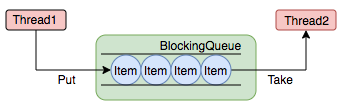 Thread1
Thread2
BlockingQueue
Item Item Item Item
Put
Take